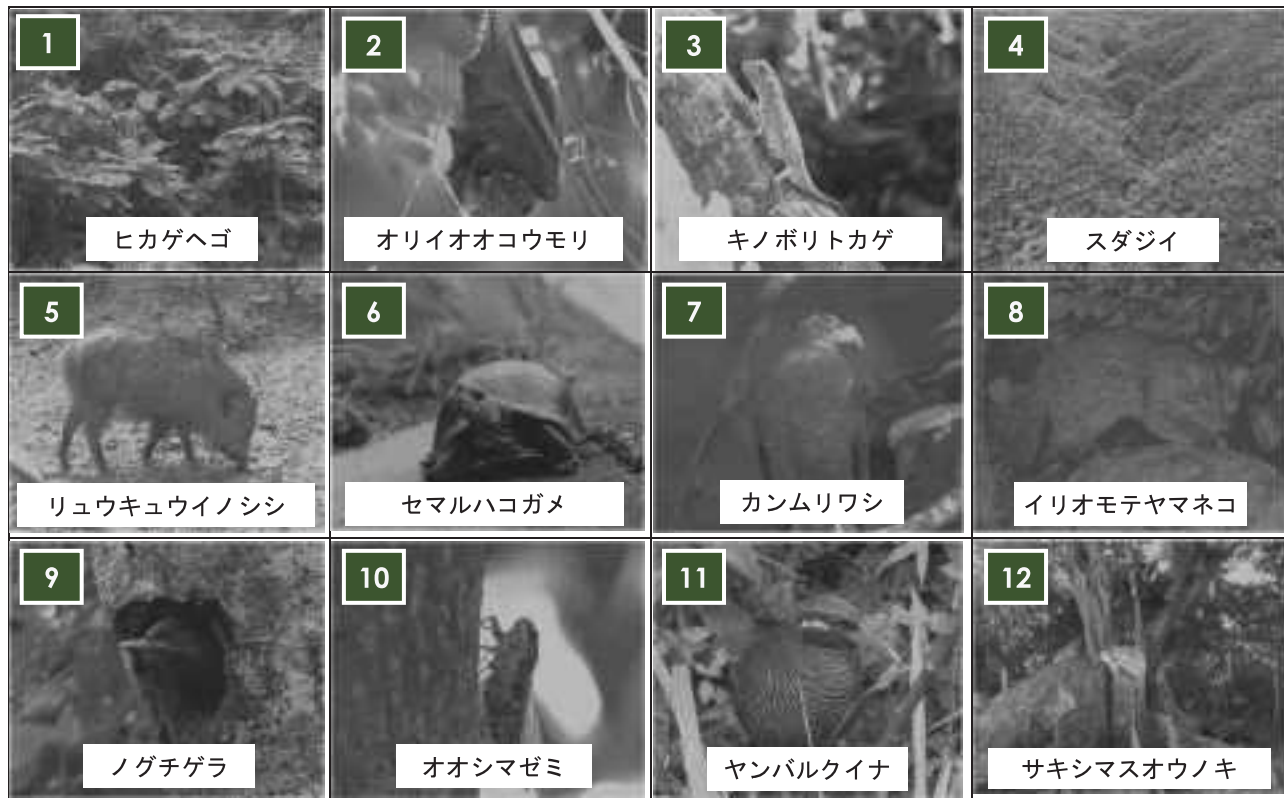 1
ヒカゲヘゴ
2
オリイオオコウモリ
3
キノボリトカゲ
4
スダジイ
5
リュウキュウイノシシ
6
セマルハコガメ
7
カンムリワシ
8
イリオモテヤマネコ
9
ノグチゲラ
10
オオシマゼミ
11
ヤンバルクイナ
12
サキシマスオウノキ